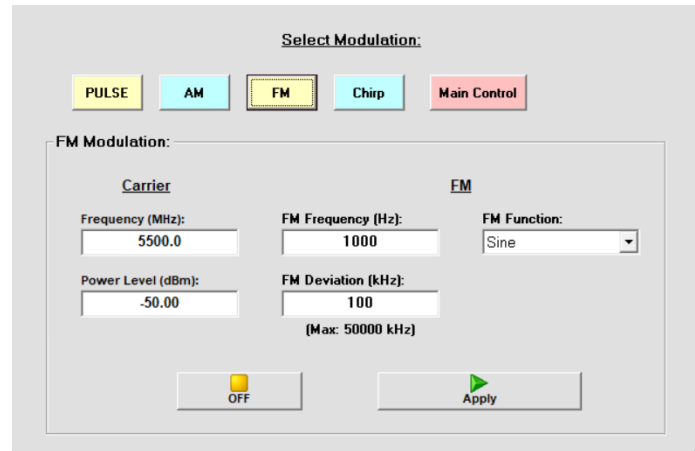 Select Modulation:
PULSE AM FM Chirp Main Control
FM Modulation:
Carrier FM
Frequency (MHz): FM Frequency (Hz): FM Function:
5500.0 1000 Sine
Power Level (dBm): FM Deviation (kHz):
-50.00 100
(Max: 50000 kHz)
OFF Apply